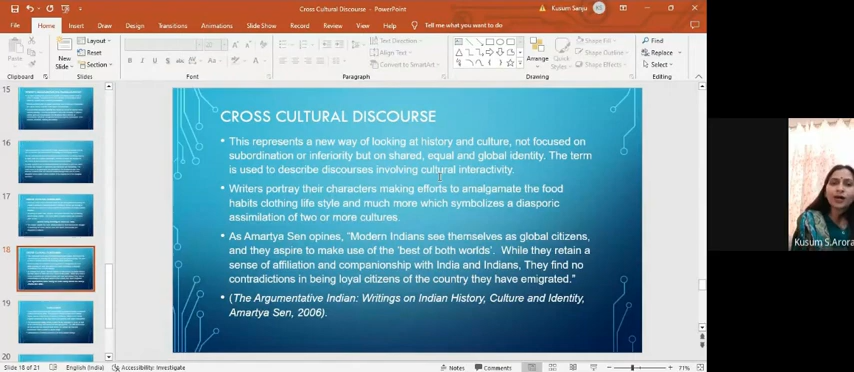 Cross Cultural Discourse - PowerPoint
Kusum Sanju
KS
File Home Insert Draw Design Transitions Animations Slide Show Record Review View Help Tell me what you want to do
Paste
New
Slide
Layout
Reset
Section
Text Direction
Align Text
Convert to SmartArt
Arrange
Shape Fill
Shape Outline
Shape Effects
Find
Replace
Select
Clipboard Slides Font Paragraph Drawing Editing
15
16
17
18
19
20
CROSS CULTURAL DISCOURSE
• This represents a new way of looking at history and culture, not focused on
subordination or inferiority but on shared, equal and global identity. The term
is used to describe discourses involving cultural interactivity.
• Writers portray their characters making efforts to amalgamate the food
habits clothing life style and much more which symbolizes a diasporic
assimilation of two or more cultures.
• As Amartya Sen opines, “Modern Indians see themselves as global citizens,
and they aspire to make use of the ‘best of both worlds’. While they retain a
sense of affiliation and companionship with India and Indians, They find no
contradictions in being loyal citizens of the country they have emigrated.”
• (The Argumentative Indian: Writings on Indian History, Culture and Identity,
Amartya Sen, 2006).
Kusum S.Arora
Slide 18 of 21 English (India) Accessibility: Investigate Notes Comments 71%